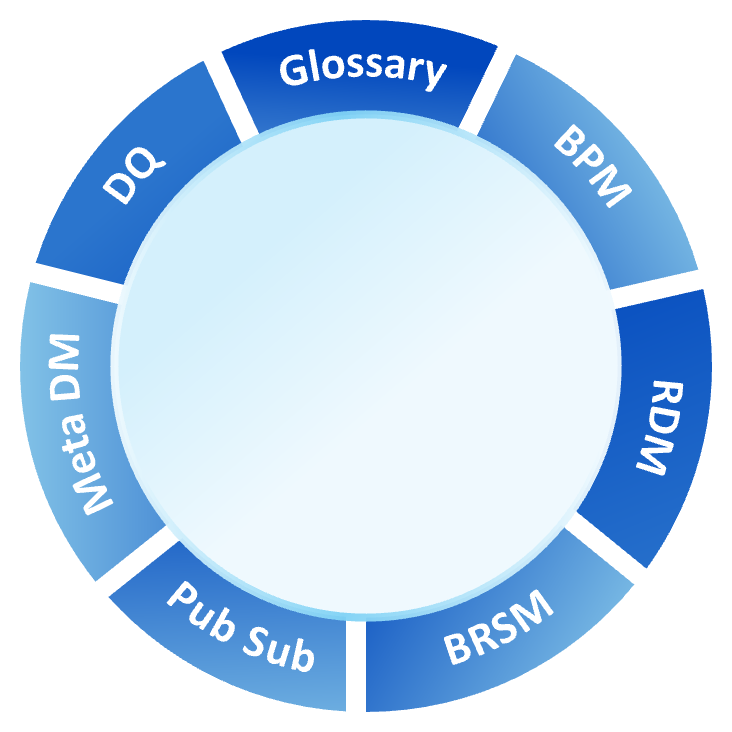 Glossary
BPM
RDM
BRSM
Pub Sub
Meta DM
DQ